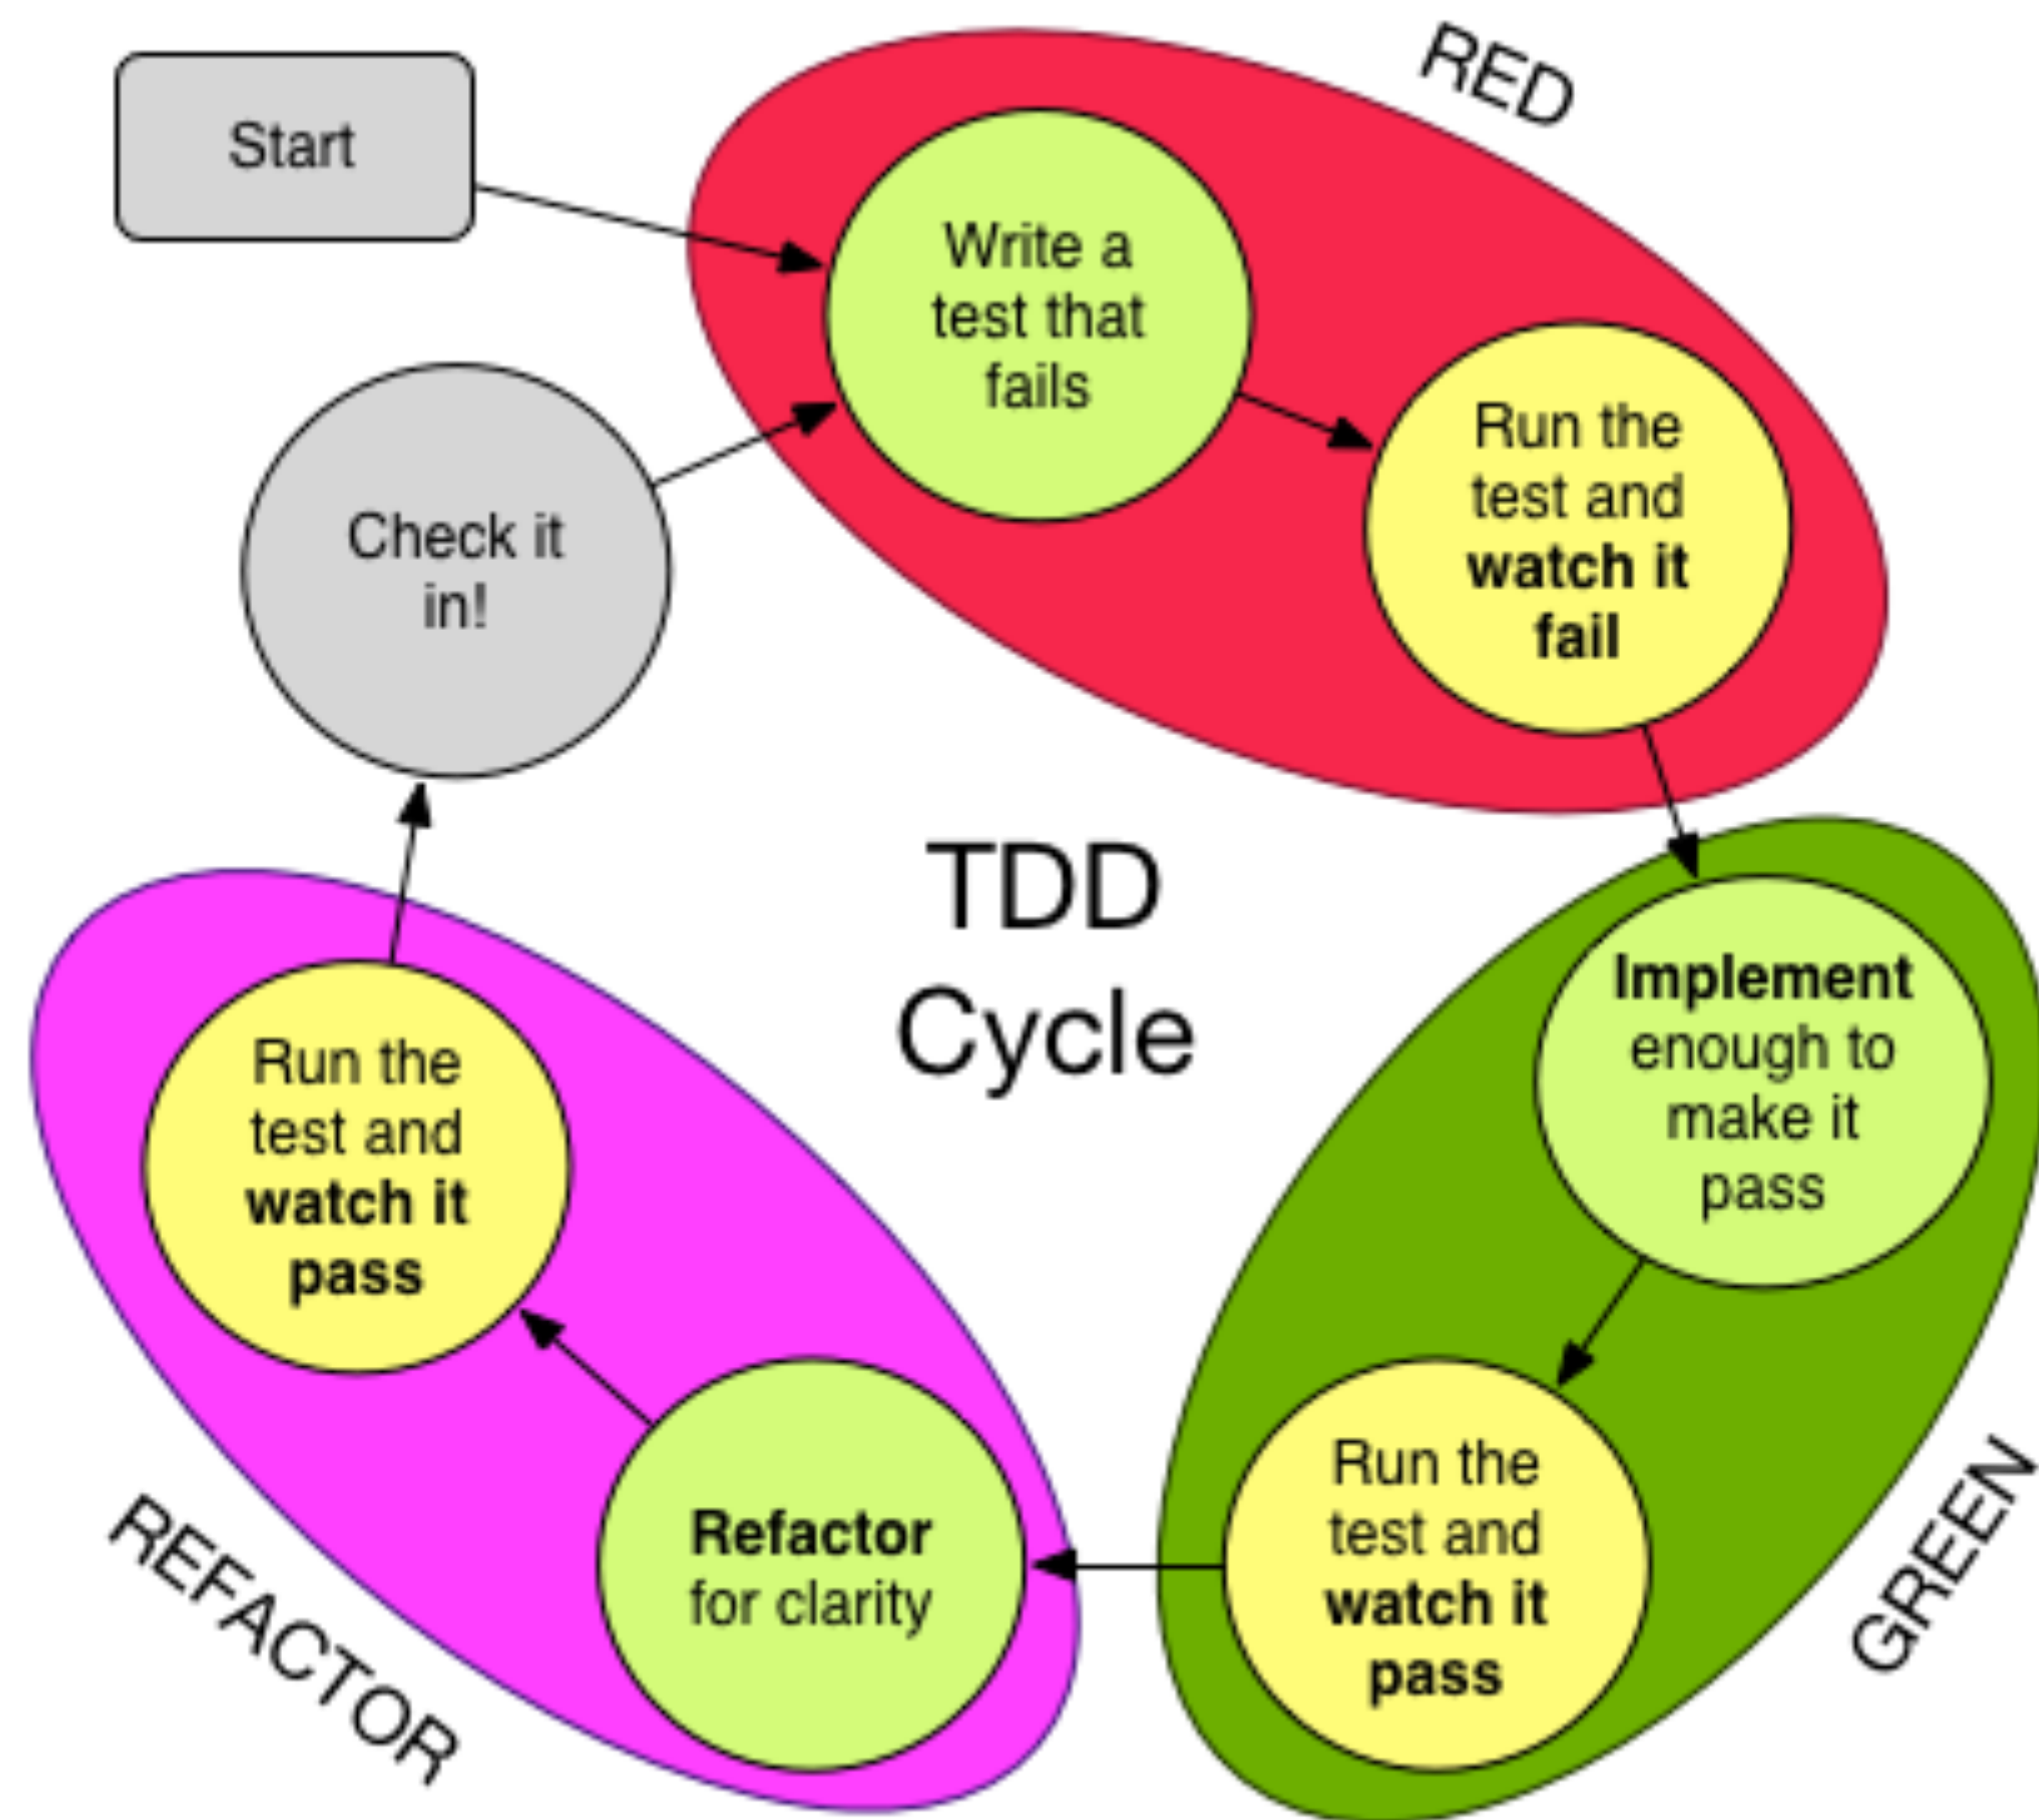 Start
RED
Write a
test that
fails
Run the
test and
watch it
fail
Check it
in!
TDD
Cycle
Implement
enough to
make it
pass
Run the
test and
watch it
pass
GREEN
Refactor
for clarity
Run the
test and
watch it
pass
REFACTOR